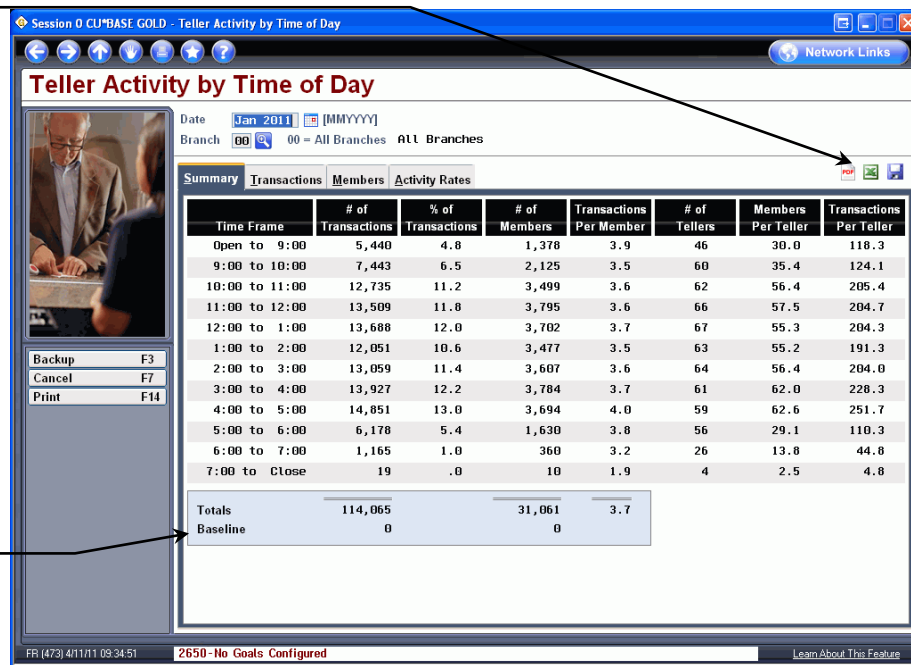 Session 0 CU*BASE GOLD - Teller Activity by Time of Day
Network Links
Teller Activity by Time of Day
Date Jan 2011 [MMYYYY]
Branch 00 00 = All Branches All Branches
Summary Transactions Members Activity Rates
PDF
# of % of # of Transactions # of Members Transactions
Time Frame Transactions Transactions Members Per Member Tellers Per Teller Per Teller
Open to 9:00 5,440 4.8 1,378 3.9 46 30.0 118.3
9:00 to 10:00 7,443 6.5 2,125 3.5 60 35.4 124.1
10:00 to 11:00 12,735 11.2 3,499 3.6 62 56.4 205.4
11:00 to 12:00 13,509 11.8 3,795 3.6 66 57.5 204.7
12:00 to 1:00 13,688 12.0 3,702 3.7 67 55.3 204.3
1:00 to 2:00 12,051 10.6 3,477 3.5 63 55.2 191.3
2:00 to 3:00 13,059 11.4 3,607 3.6 64 56.4 204.0
3:00 to 4:00 13,927 12.2 3,784 3.7 61 62.0 228.3
4:00 to 5:00 14,851 13.0 3,694 4.0 59 62.6 251.7
5:00 to 6:00 6,178 5.4 1,630 3.8 56 29.1 110.3
6:00 to 7:00 1,165 1.0 360 3.2 26 13.8 44.8
7:00 to Close 19 .0 10 1.9 4 2.5 4.8
Totals 114,065 31,061 3.7
Baseline 0 0
Backup F3
Cancel F7
Print F14
FR (473) 4/11/11 09:34:51 2650-No Goals Configured Learn About This Feature